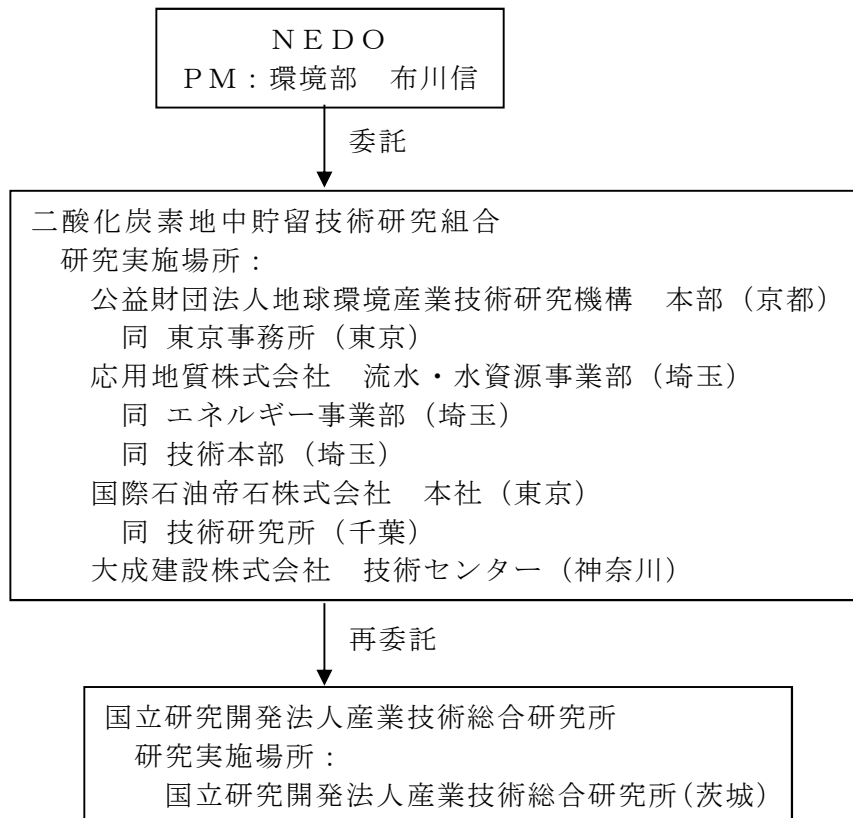 ＮＥＤＯ
ＰＭ：環境部　布川信
委託
二酸化炭素地中貯留技術研究組合
研究実施場所：
公益財団法人地球環境産業技術研究機構　本部（京都）
同 東京事務所（東京）
応用地質株式会社　流水・水資源事業部（埼玉）
同 エネルギー事業部（埼玉）
同 技術本部（埼玉）
国際石油帝石株式会社　本社（東京）
同 技術研究所（千葉）
大成建設株式会社　技術センター（神奈川）
再委託
国立研究開発法人産業技術総合研究所
研究実施場所：
国立研究開発法人産業技術総合研究所(茨城)